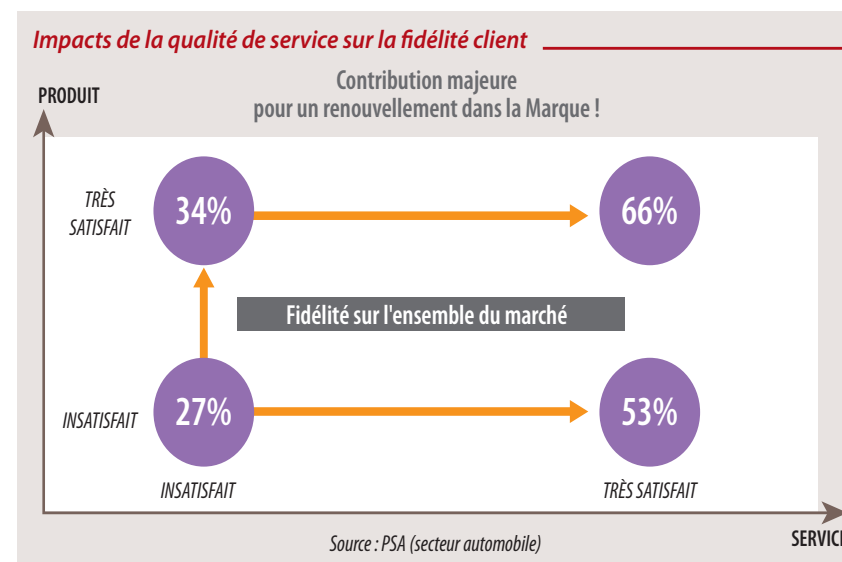 Impacts de la qualité de service sur la fidélité client
Contribution majeure
pour un renouvellement dans la Marque !
PRODUIT
TRÈS
SATISFAIT
34%
66%
Fidélité sur l'ensemble du marché
INSATISFAIT
27%
53%
INSATISFAIT
TRÈS SATISFAIT
Source : PSA (secteur automobile)
SERVICE